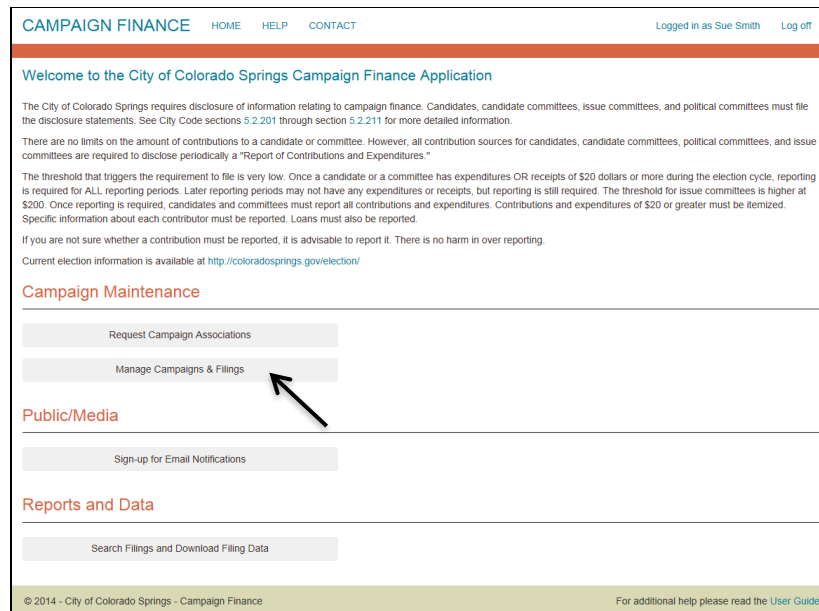 CAMPAIGN FINANCE HOME HELP CONTACT Logged in as Sue Smith Log off
Welcome to the City of Colorado Springs Campaign Finance Application
The City of Colorado Springs requires disclosure of information relating to campaign finance. Candidates, candidate committees, issue committees, and political committees must file
the disclosure statements. See City Code sections 5.2.201 through section 5.2.211 for more detailed information.
There are no limits on the amount of contributions to a candidate or committee. However, all contribution sources for candidates, candidate committees, political committees, and issue
committees are required to disclose periodically a "Report of Contributions and Expenditures."
The threshold that triggers the requirement to file is very low. Once a candidate or a committee has expenditures OR receipts of $20 dollars or more during the election cycle, reporting
is required for ALL reporting periods. Later reporting periods may not have any expenditures or receipts, but reporting is still required. The threshold for issue committees is higher at
$200. Once reporting is required, candidates and committees must report all contributions and expenditures. Contributions and expenditures of $20 or greater must be itemized.
Specific information about each contributor must be reported. Loans must also be reported.
If you are not sure whether a contribution must be reported, it is advisable to report it. There is no harm in over reporting.
Current election information is available at http://coloradosprings.gov/election/
Campaign Maintenance
Request Campaign Associations
Manage Campaigns & Filings
Public/Media
Sign-up for Email Notifications
Reports and Data
Search Filings and Download Filing Data
© 2014 - City of Colorado Springs - Campaign Finance For additional help please read the User Guide